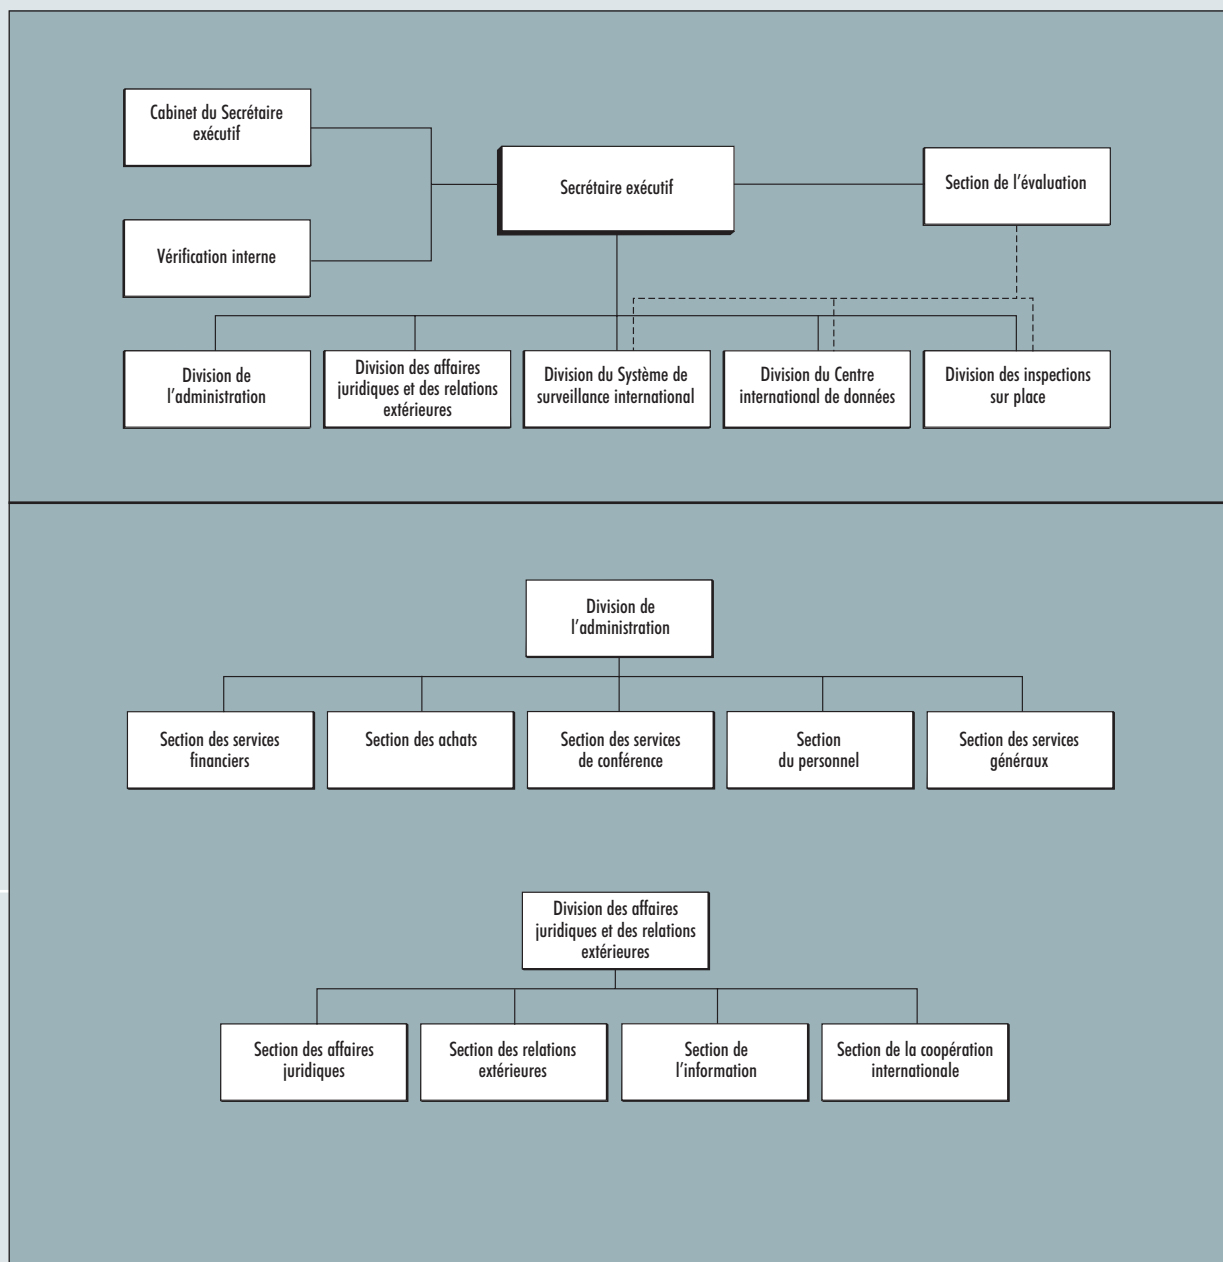 Cabinet du Secrétaire
exécutif
Secrétaire exécutif
Section de l’évaluation
Vérification interne
Division de
l’administration
Division des affaires
juridiques et des relations
extérieures
Division du Système de
surveillance international
Division du Centre
international de données
Division des inspections
sur place
Division de
l’administration
Section des services
financiers
Section des achats
Section des services
de conférence
Section
du personnel
Section des services
généraux
Division des affaires
juridiques et des relations
extérieures
Section des affaires
juridiques
Section des relations
extérieures
Section de
l’information
Section de la coopération
internationale